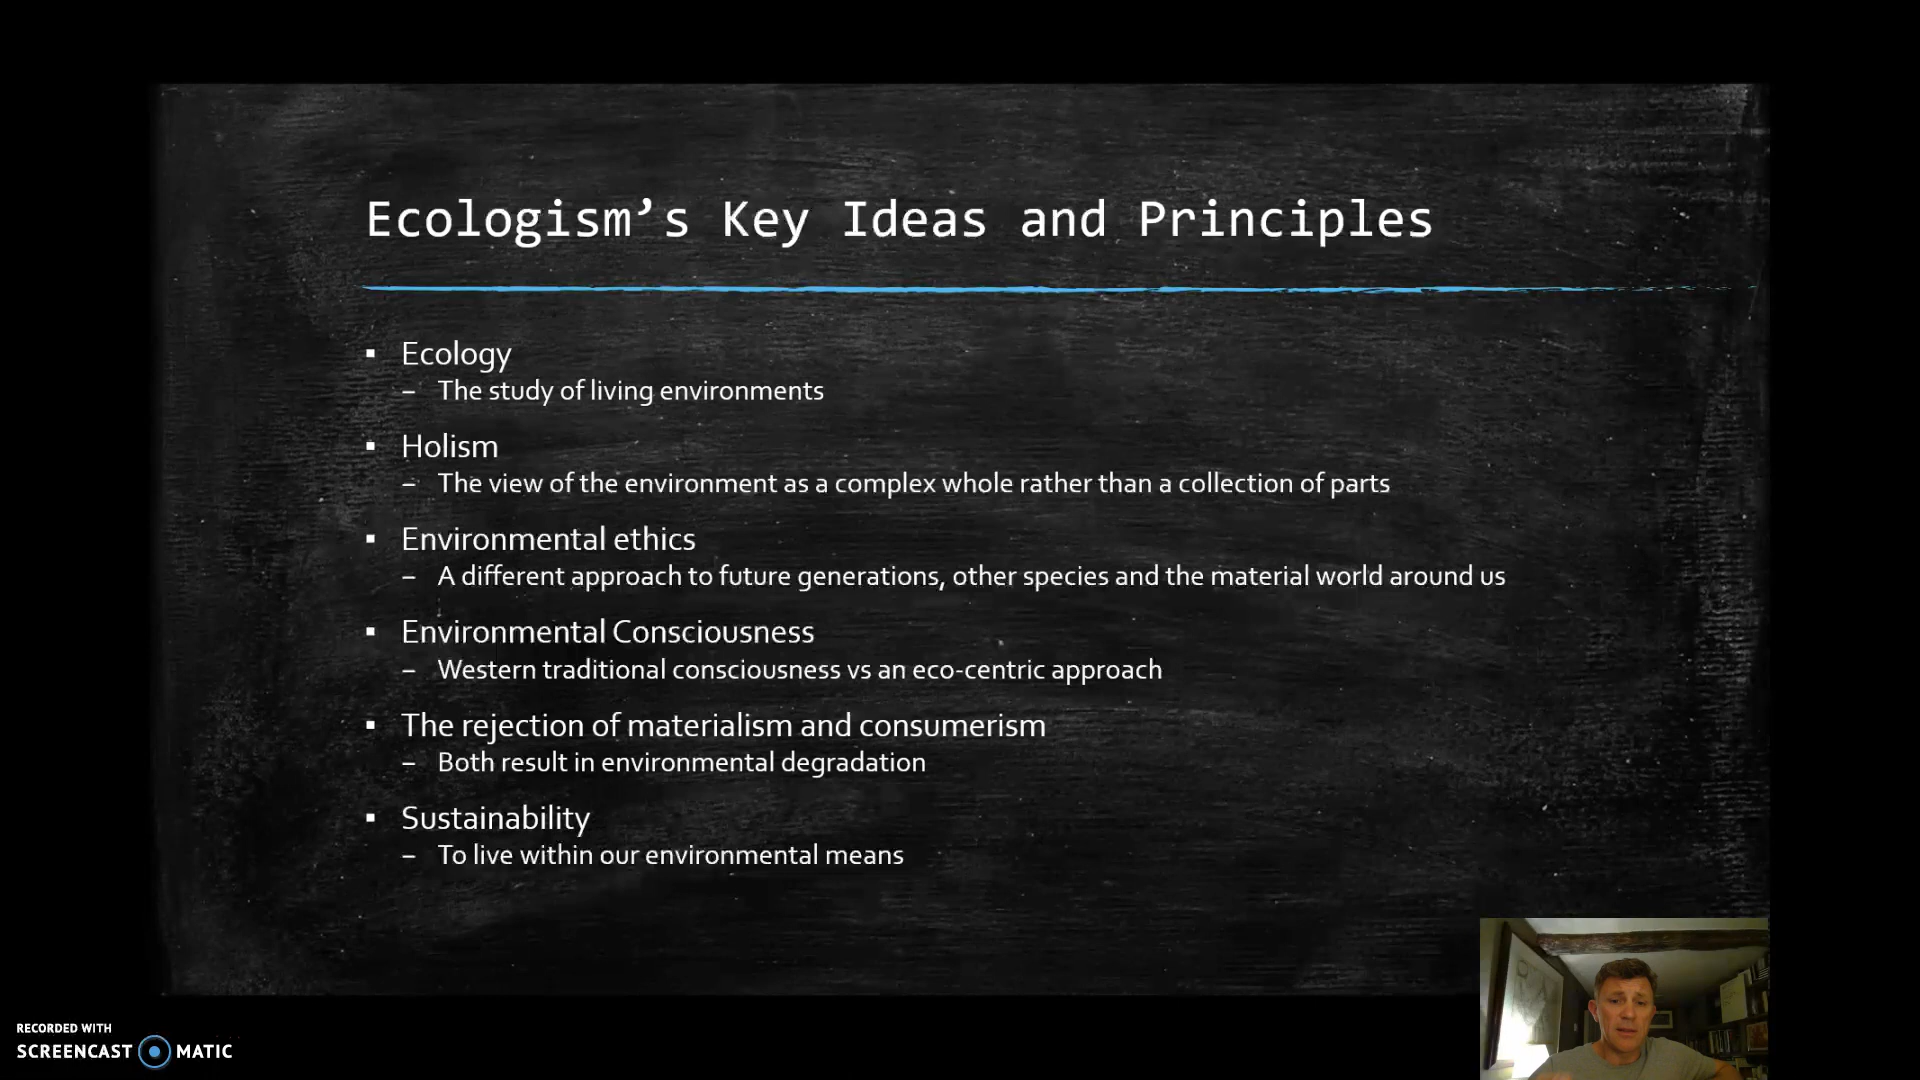 Ecologism’s Key Ideas and Principles
▪ Ecology
– The study of living environments
▪ Holism
– The view of the environment as a complex whole rather than a collection of parts
▪ Environmental ethics
– A different approach to future generations, other species and the material world around us
▪ Environmental Consciousness
– Western traditional consciousness vs an eco-centric approach
▪ The rejection of materialism and consumerism
– Both result in environmental degradation
▪ Sustainability
– To live within our environmental means
RECORDED WITH
SCREENCAST MATIC